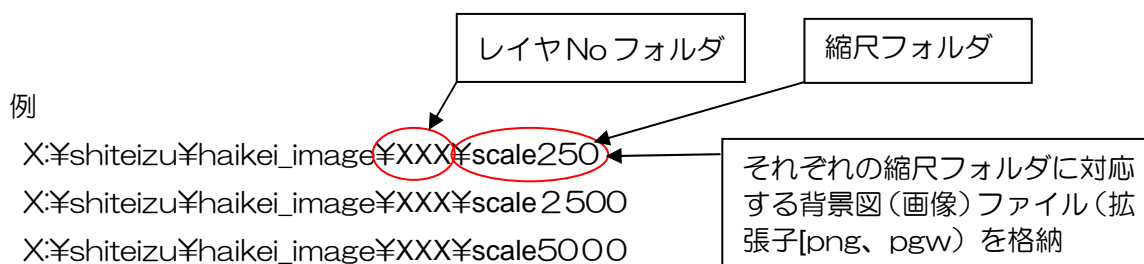 レイヤNoフォルダ
縮尺フォルダ
例
X:¥shiteizu¥haikei_image¥XXX¥scale250
X:¥shiteizu¥haikei_image¥XXX¥scale2500
X:¥shiteizu¥haikei_image¥XXX¥scale5000
それぞれの縮尺フォルダに対応
する背景図(画像)ファイル(拡
張子[png、pgw)を格納